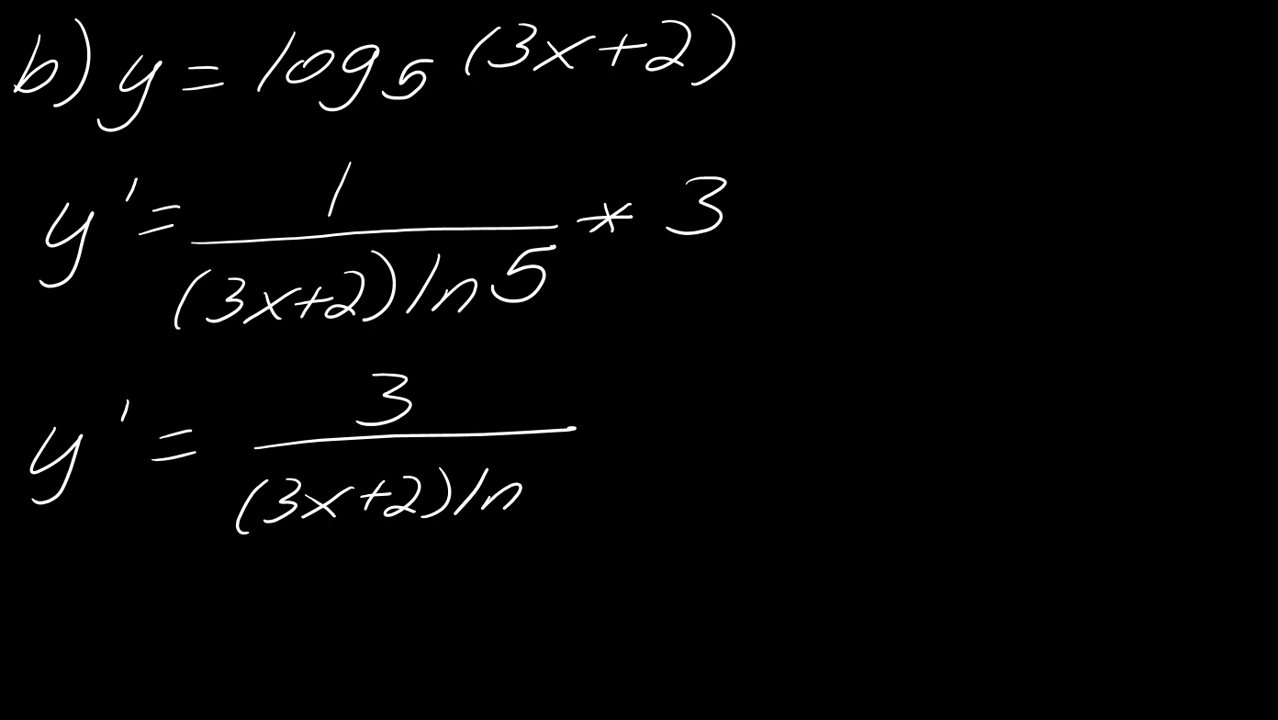 b) y = log₅(3x+2)
y' = 1/((3x+2)ln5) * 3
y' = 3/((3x+2)ln